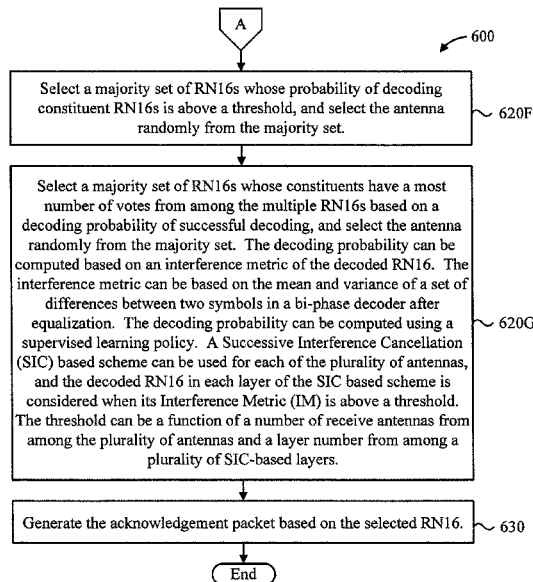 A
600
Select a majority set of RN16s whose probability of decoding
constituent RN16s is above a threshold, and select the antenna
randomly from the majority set.
620F
Select a majority set of RN16s whose constituents have a most
number of votes from among the multiple RN16s based on a
decoding probability of successful decoding, and select the antenna
randomly from the majority set. The decoding probability can be
computed based on an interference metric of the decoded RN16. The
interference metric can be based on the mean and variance of a set of
differences between two symbols in a bi-phase decoder after
equalization. The decoding probability can be computed using a
supervised learning policy. A Successive Interference Cancellation
(SIC) based scheme can be used for each of the plurality of antennas,
and the decoded RN16 in each layer of the SIC based scheme is
considered when its Interference Metric (IM) is above a threshold.
The threshold can be a function of a number of receive antennas from
among the plurality of antennas and a layer number from among a
plurality of SIC-based layers.
620G
Generate the acknowledgement packet based on the selected RN16.
630
End